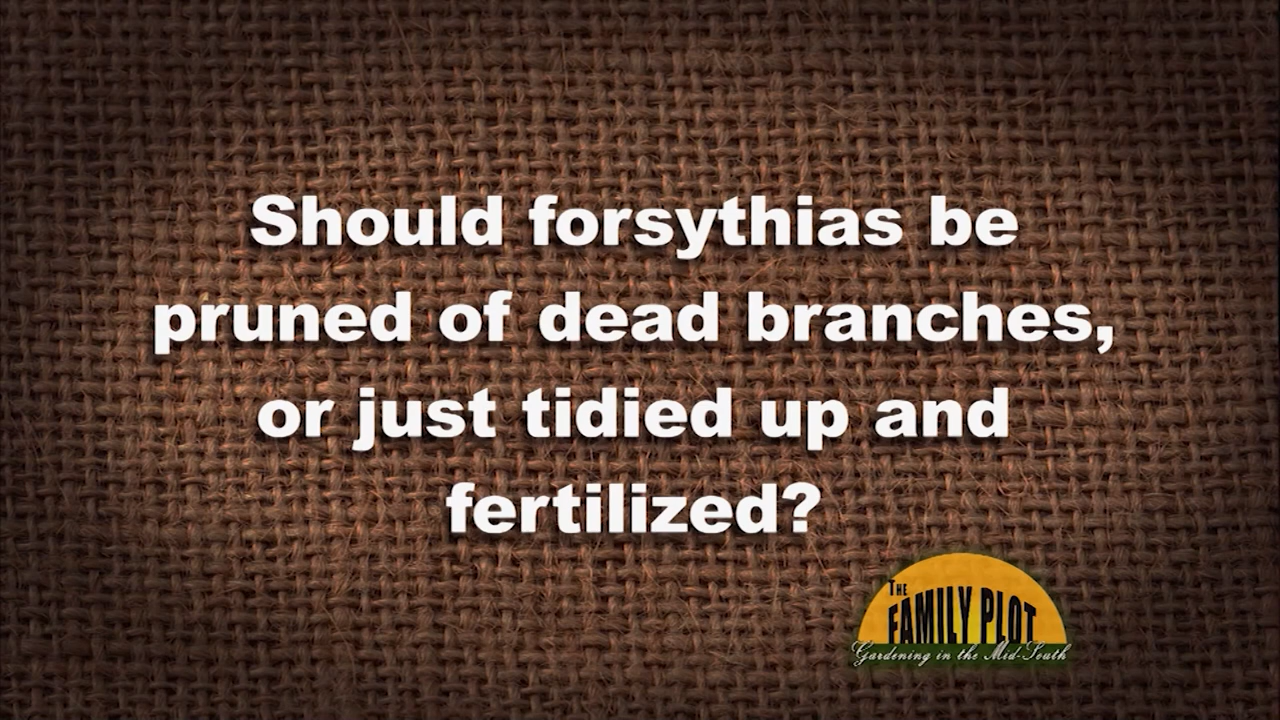 Should forsythias be
pruned of dead branches,
or just tidied up and
fertilized?
THE
FAMILY PLOT
Gardening in the Mid-South